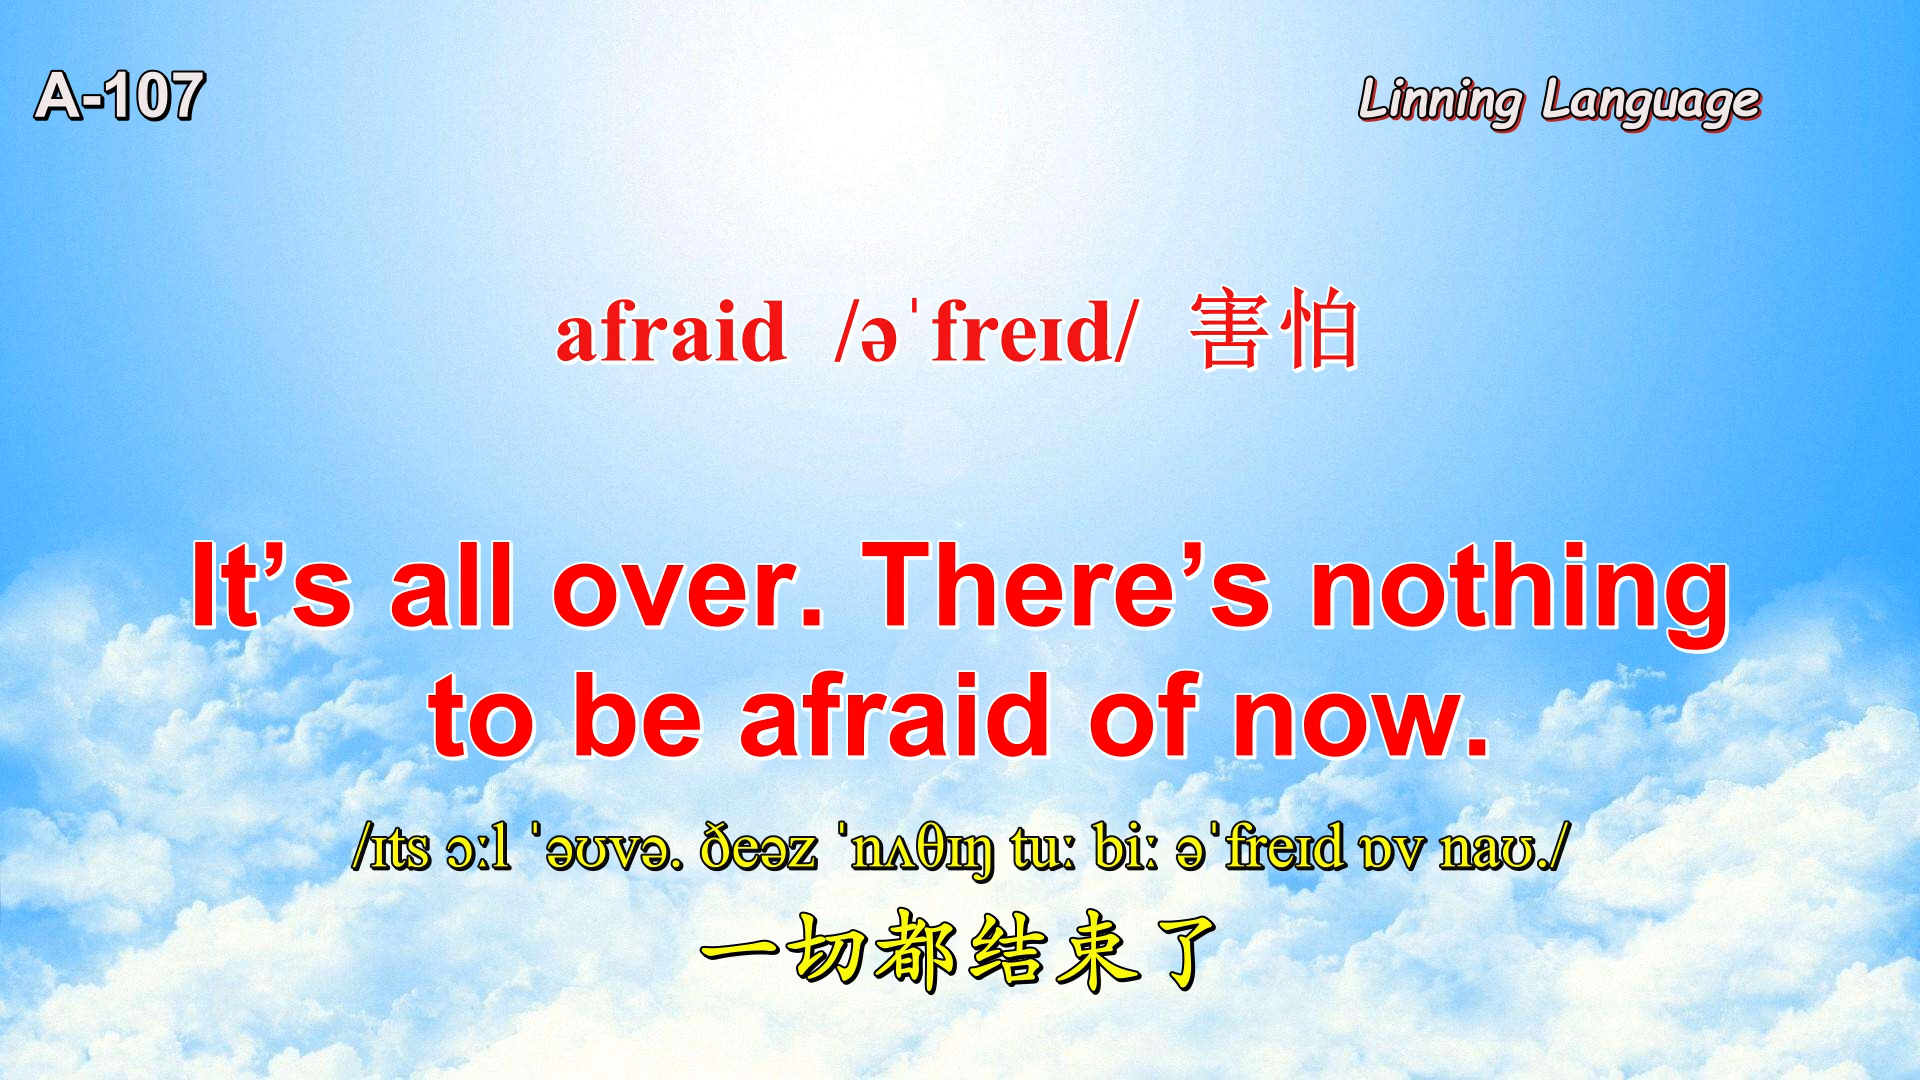 A-107
Linning Language
afraid /əˈfreɪd/ 害怕
It’s all over. There’s nothing
to be afraid of now.
/ɪts ɔːl ˈəʊvə. ðeəz ˈnʌθɪŋ tuː biː əˈfreɪd ɒv naʊ./
一切都结束了